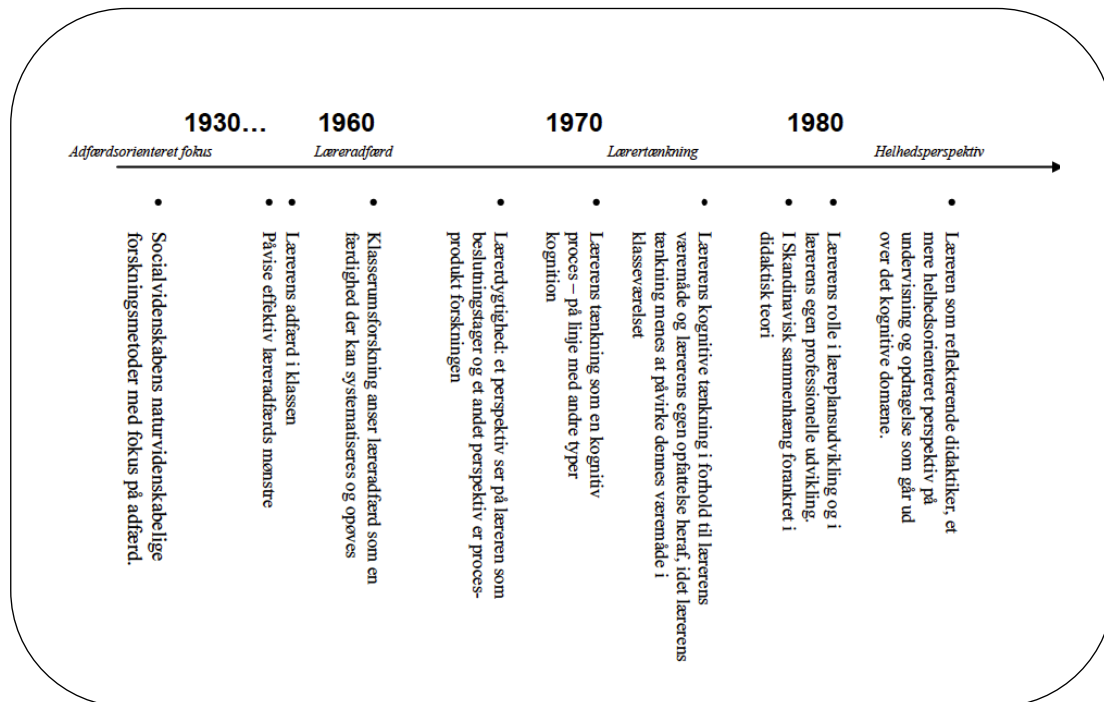 1930…
1960
1970
1980
Adfærdsorienteret fokus
Læreradfærd
Lærertænkning
Helhedsperspektiv
• Socialvidenskabens naturvidenskabelige
forskningsmetoder med fokus på adfærd.
• Lærerens adfærd i klassen
• Påvise effektiv læreradfærds mønstre
• Klasserumsforskning anser læreradfærd som en
færdighed der kan systematiseres og opøves
• Lærerdygtighed: et perspektiv ser på læreren som
beslutningstager og et andet perspektiv er proces-
produkt forskningen
• Lærerens tænkning som en kognitiv
proces – på linje med andre typer
kognition
• Lærerens kognitive tænkning i forhold til lærerens
væremåde og lærerens egen opfattelse heraf, idet lærerens
tænkning menes at påvirke dennes væremåde i
klasseværelset
• Lærerens rolle i læreplansudvikling og i
lærerens egen professionelle udvikling.
• I Skandinavisk sammenhæng forankret i
didaktisk teori
• Læreren som reflekterende didaktiker, et
mere helhedsorienteret perspektiv på
undervisning og opdragelse som går ud
over det kognitive domæne.